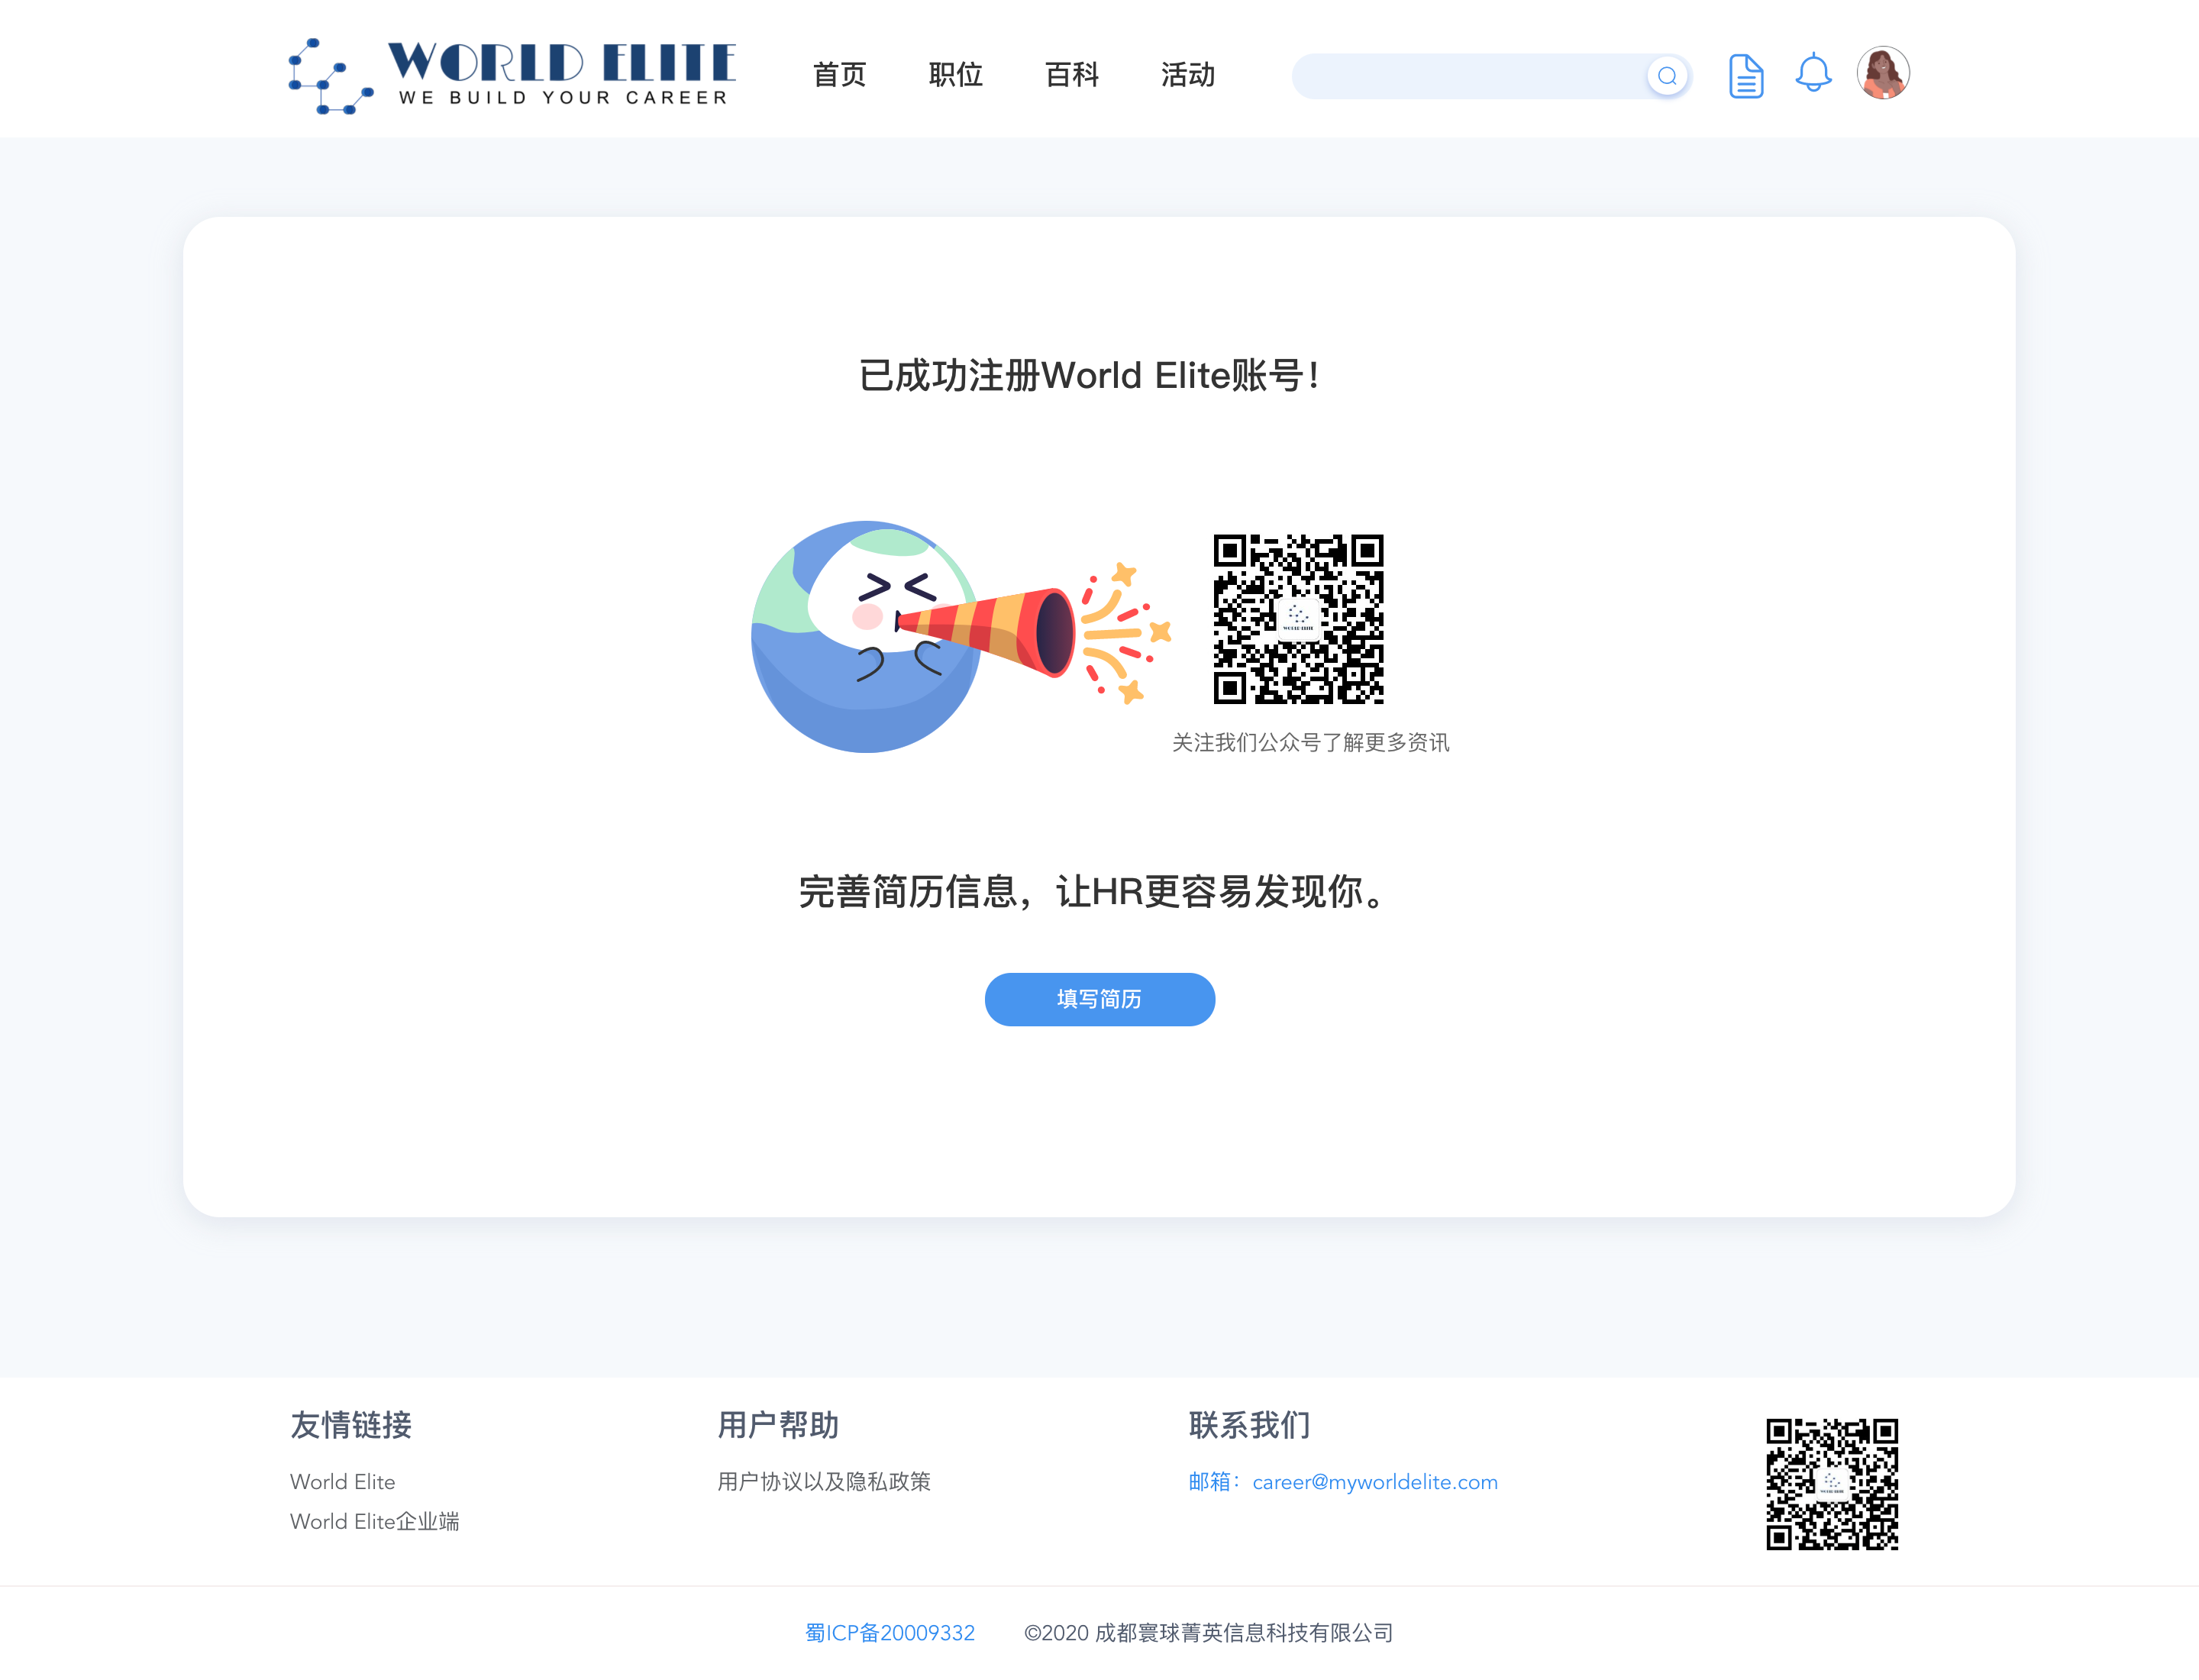 WORLD ELITE
WE BUILD YOUR CAREER
首页 职位 百科 活动
已成功注册World Elite账号！
WORLD ELITE
关注我们公众号了解更多资讯
完善简历信息，让HR更容易发现你。
填写简历
友情链接 用户帮助 联系我们
World Elite 用户协议以及隐私政策 邮箱：career@myworldelite.com
World Elite企业端
WORLD ELITE
蜀ICP备20009332 ©2020 成都寰球菁英信息科技有限公司